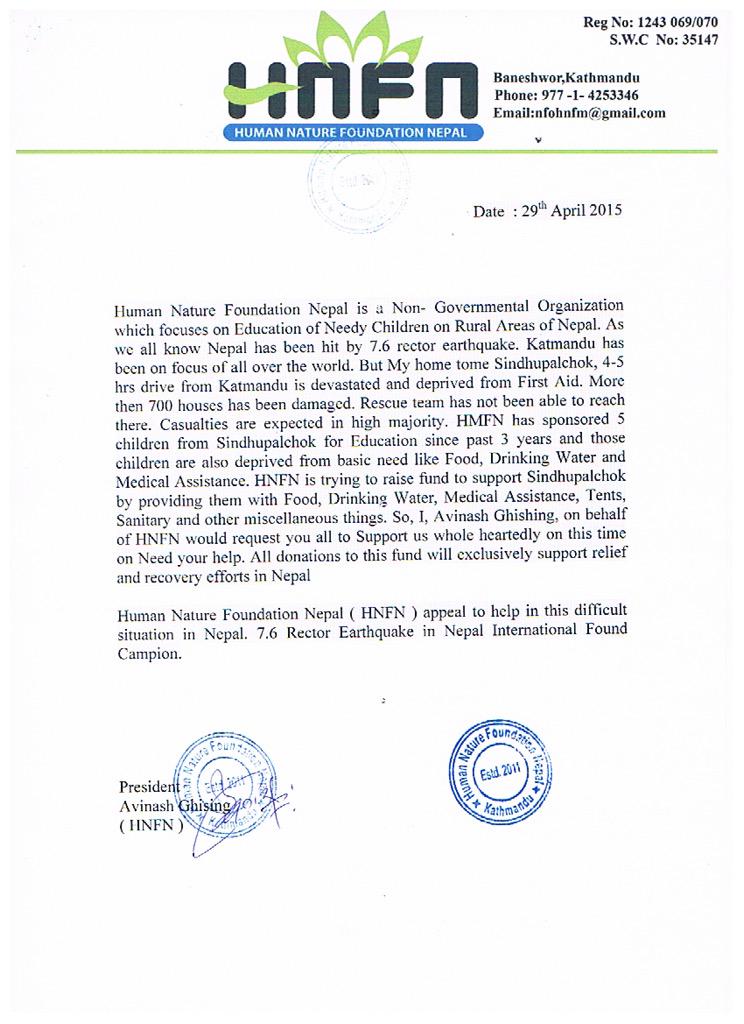 Reg No: 1243 069/070
S.W.C No: 35147
HNFN
HUMAN NATURE FOUNDATION NEPAL
Baneshwor,Kathmandu
Phone: 977 -1- 4253346
Email:nfohnfm@gmail.com
Date : 29th April 2015
Human Nature Foundation Nepal is a Non- Governmental Organization
which focuses on Education of Needy Children on Rural Areas of Nepal. As
we all know Nepal has been hit by 7.6 rector earthquake. Katmandu has
been on focus of all over the world. But My home tome Sindhupalchok, 4-5
hrs drive from Katmandu is devastated and deprived from First Aid. More
then 700 houses has been damaged. Rescue team has not been able to reach
there. Casualties are expected in high majority. HMFN has sponsored 5
children from Sindhupalchok for Education since past 3 years and those
children are also deprived from basic need like Food, Drinking Water and
Medical Assistance. HNFN is trying to raise fund to support Sindhupalchok
by providing them with Food, Drinking Water, Medical Assistance, Tents,
Sanitary and other miscellaneous things. So, I, Avinash Ghishing, on behalf
of HNFN would request you all to Support us whole heartedly on this time
on Need your help. All donations to this fund will exclusively support relief
and recovery efforts in Nepal
Human Nature Foundation Nepal ( HNFN ) appeal to help in this difficult
situation in Nepal. 7.6 Rector Earthquake in Nepal International Found
Campion.
President
Avinash Ghising
( HNFN )
Human Nature Foundation Nepal
Estd. 2011
Kathmandu
Human Nature Foundation Nepal
Estd. 2011
Kathmandu